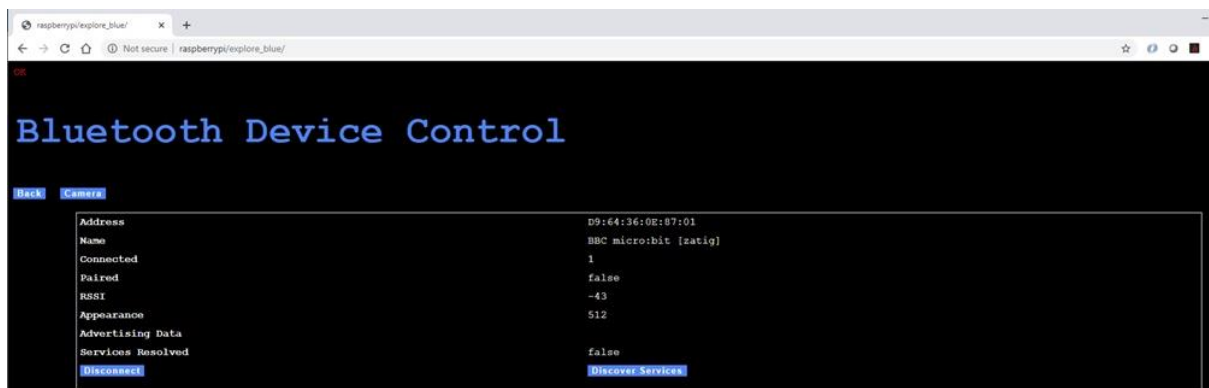 raspberrypi/explore_blue/
Not secure | raspberrypi/explore_blue/
OK
Bluetooth Device Control
Back Camera
Address D9:64:36:0E:87:01
Name BBC micro:bit [zatig]
Connected 1
Paired false
RSSI -43
Appearance 512
Advertising Data
Services Resolved false
Disconnect Discover Services